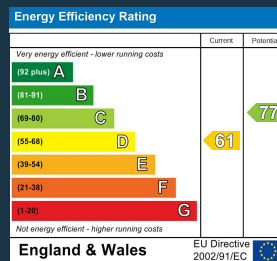 Energy Efficiency Rating
Current Potential
Very energy efficient - lower running costs
(92 plus) A
(81-91) B
(69-80) C
77
(55-68) D
61
(39-54) E
(21-38) F
(1-20) G
Not energy efficient - higher running costs
England & Wales
EU Directive
2002/91/EC